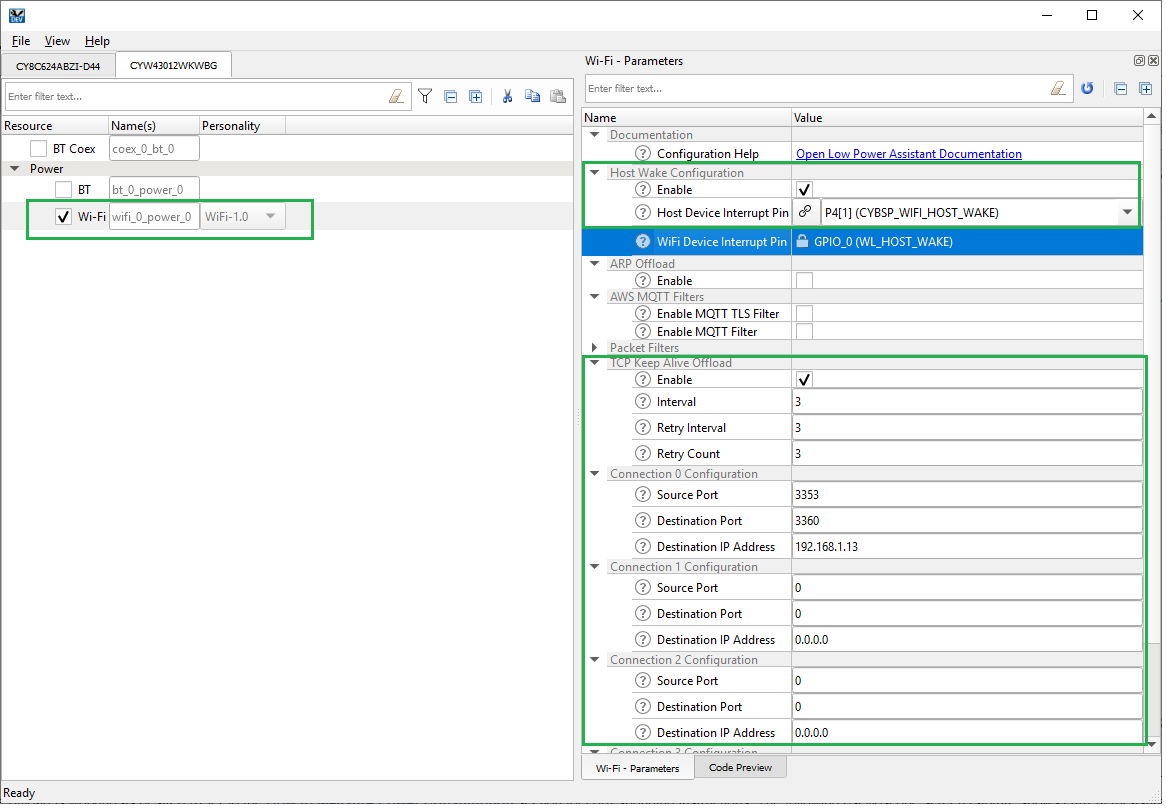 DEV
File View Help
CY8C624ABZI-D44 CYW43012WKWBG
Enter filter text...
Resource Name(s) Personality
BT Coex coex_0_bt_0
Power
BT bt_0_power_0
Wi-Fi wifi_0_power_0 WiFi-1.0
Wi-Fi - Parameters
Enter filter text...
Name Value
Documentation
? Configuration Help Open Low Power Assistant Documentation
Host Wake Configuration
? Enable
? Host Device Interrupt Pin P4[1] (CYBSP_WIFI_HOST_WAKE)
? WiFi Device Interrupt Pin GPIO_0 (WL_HOST_WAKE)
ARP Offload
? Enable
AWS MQTT Filters
? Enable MQTT TLS Filter
? Enable MQTT Filter
Packet Filters
TCP Keep Alive Offload
? Enable
? Interval 3
? Retry Interval 3
? Retry Count 3
Connection 0 Configuration
? Source Port 3353
? Destination Port 3360
? Destination IP Address 192.168.1.13
Connection 1 Configuration
? Source Port 0
? Destination Port 0
? Destination IP Address 0.0.0.0
Connection 2 Configuration
? Source Port 0
? Destination Port 0
? Destination IP Address 0.0.0.0
Connection 3 Configuration
Wi-Fi - Parameters Code Preview
Ready